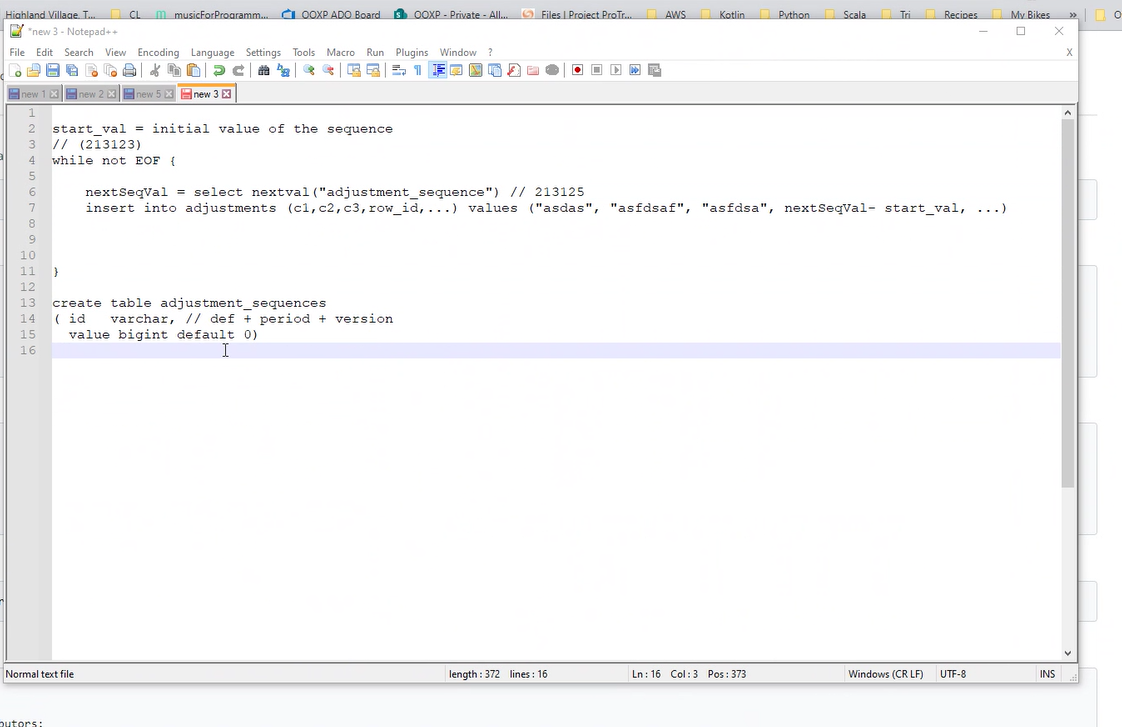 Highland Village, T... CL musicForProgramm... OOXP ADO Board OOXP - Private - All... Files | Project ProTr... AWS Kotlin Python Scala Tri Recipes My Bikes » O
*new 3 - Notepad++
File Edit Search View Encoding Language Settings Tools Macro Run Plugins Window ? X
new 1 new 2 new 5 new 3
1
2 start_val = initial value of the sequence
3 // (213123)
4 while not EOF {
5
6 nextSeqVal = select nextval("adjustment_sequence") // 213125
7 insert into adjustments (c1,c2,c3,row_id,...) values ("asdas", "asfdsaf", "asfdsa", nextSeqVal- start_val, ...)
8
9
10
11 }
12
13 create table adjustment_sequences
14 ( id varchar, // def + period + version
15 value bigint default 0)
16
Normal text file length : 372 lines : 16 Ln : 16 Col : 3 Pos : 373 Windows (CR LF) UTF-8 INS
butors: